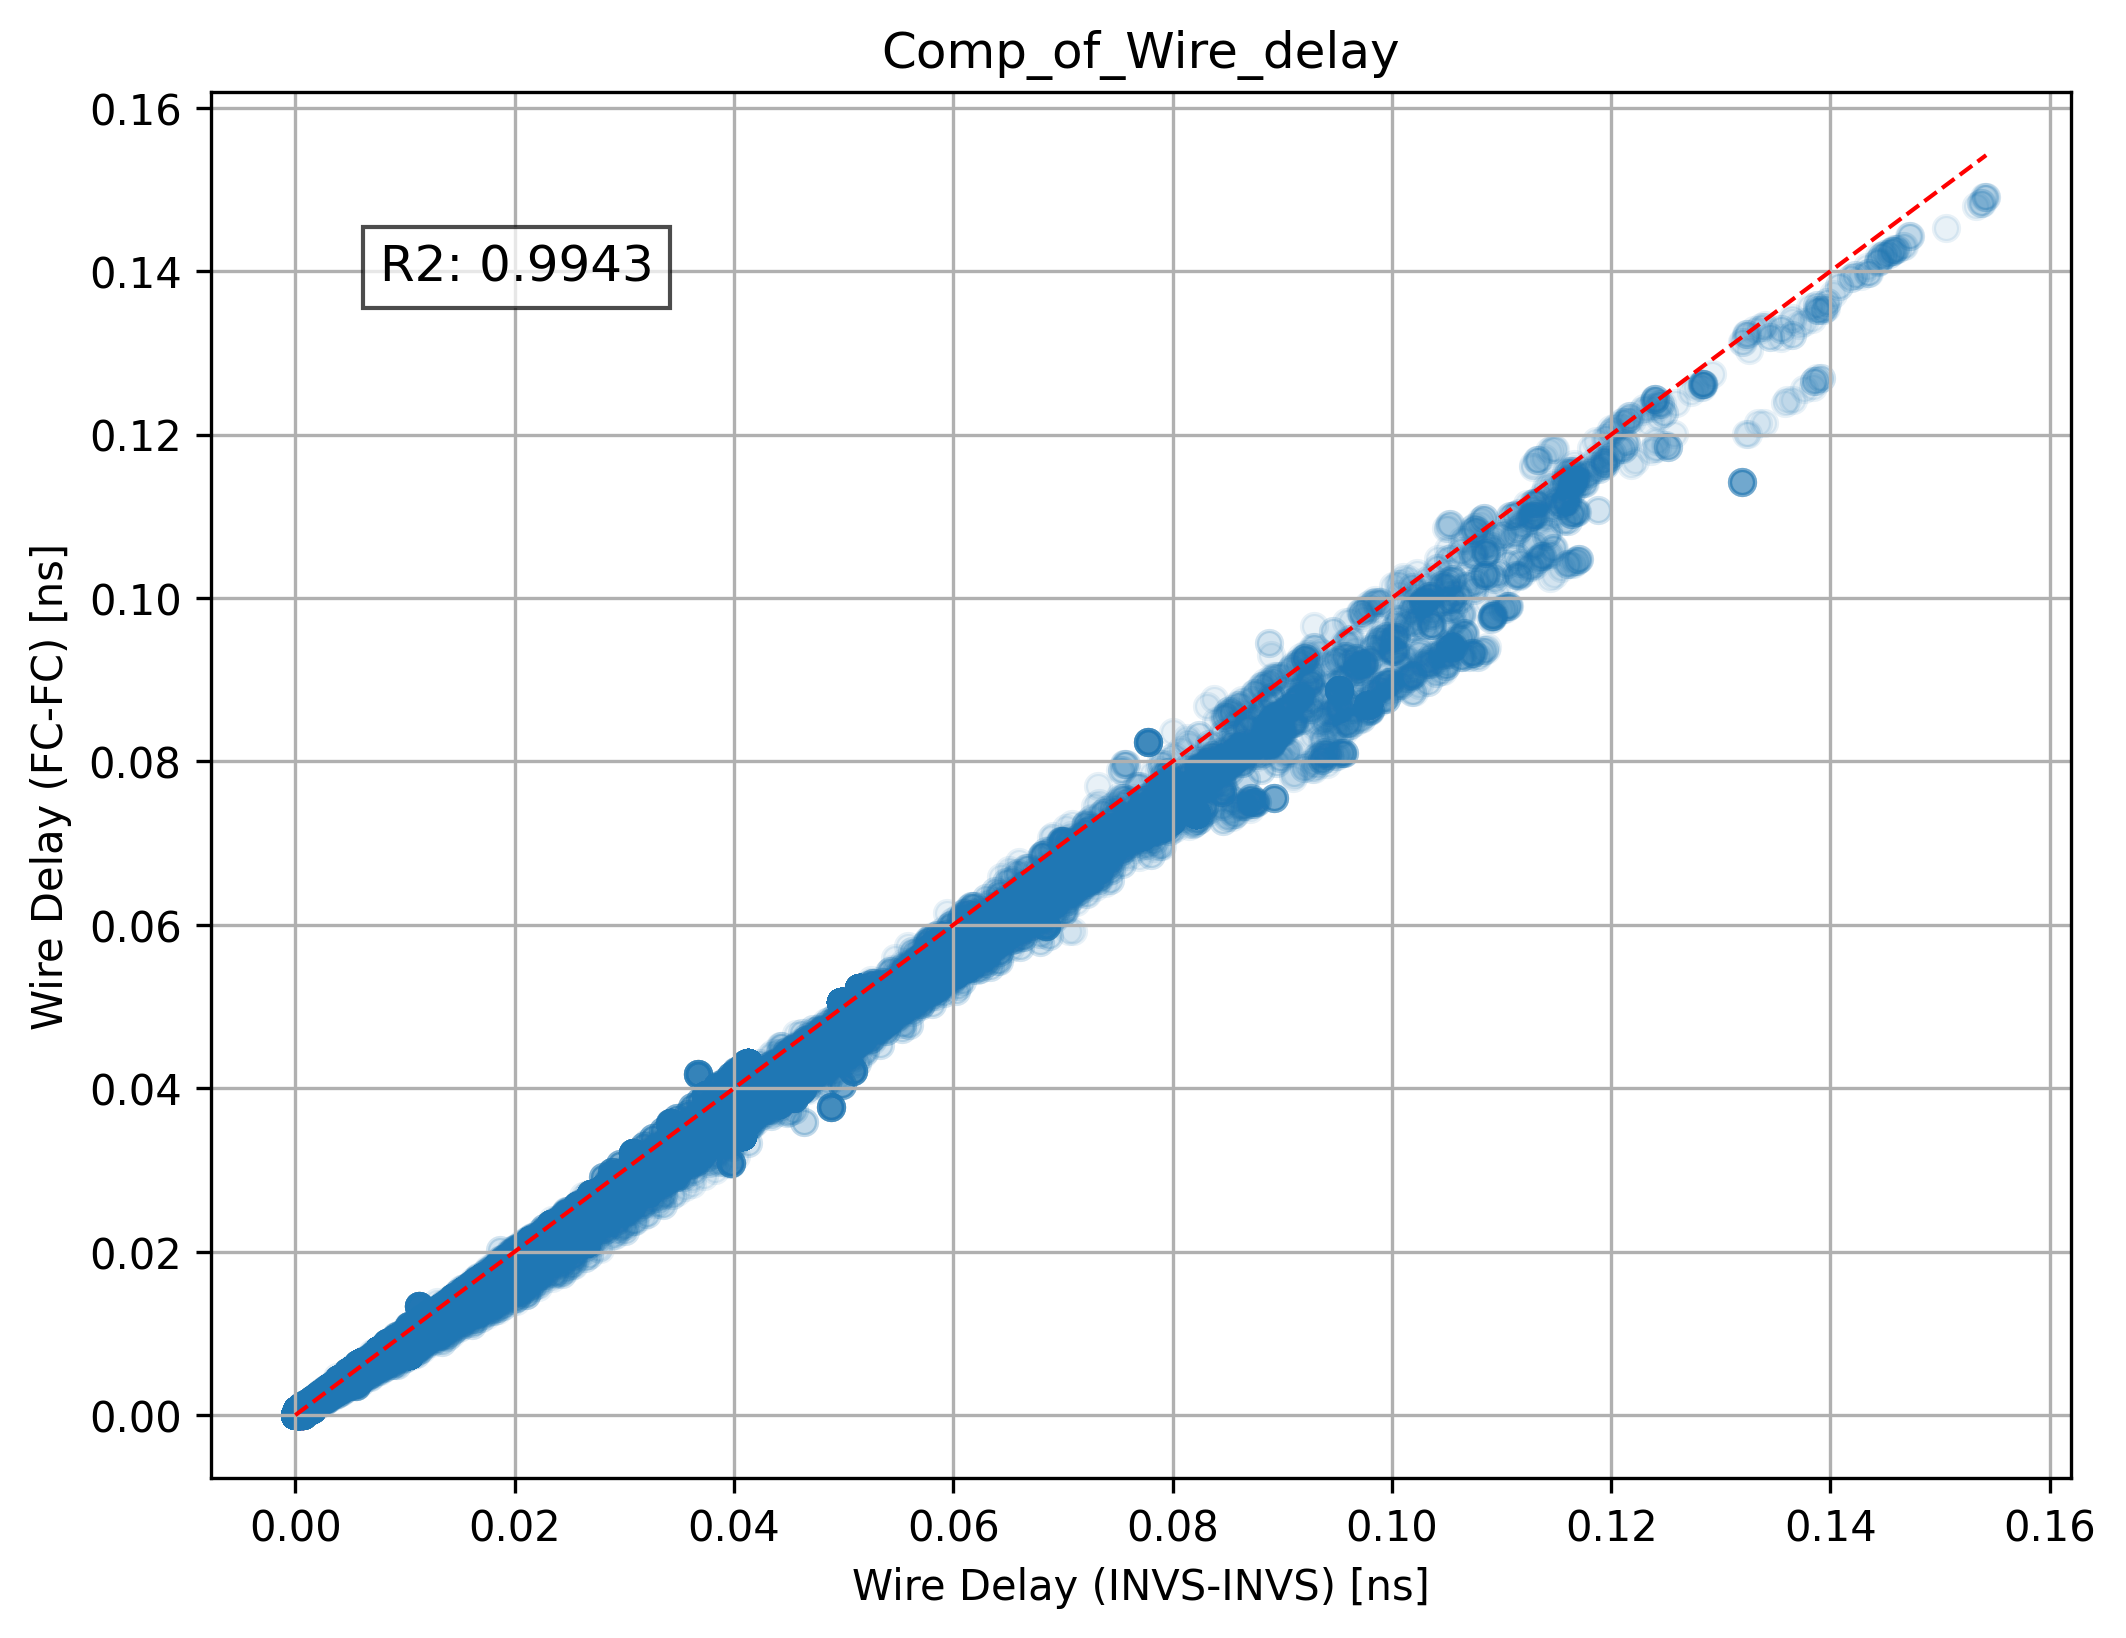 Comp_of_Wire_delay
R2: 0.9943
Wire Delay (FC-FC) [ns]
0.16
0.14
0.12
0.10
0.08
0.06
0.04
0.02
0.00
0.00 0.02 0.04 0.06 0.08 0.10 0.12 0.14 0.16
Wire Delay (INVS-INVS) [ns]